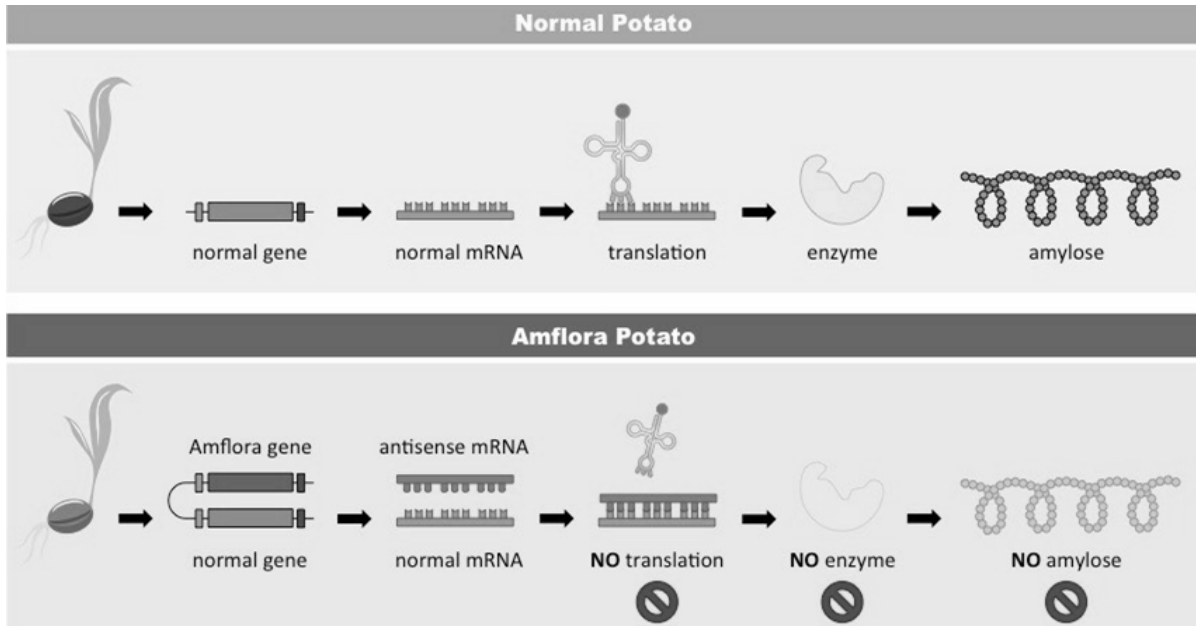 Normal Potato
normal gene
normal mRNA
translation
enzyme
amylose
Amflora Potato
Amflora gene
antisense mRNA
normal gene
normal mRNA
NO translation
NO enzyme
NO amylose